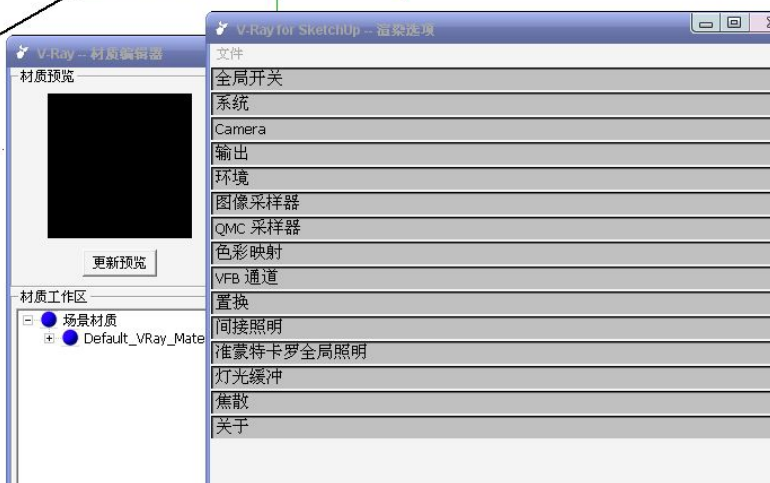 V-Ray -- 材质编辑器
材质预览
更新预览
材质工作区
场景材质
Default_VRay_Mate
V-Ray for SketchUp -- 渲染选项
文件
全局开关
系统
Camera
输出
环境
图像采样器
QMC 采样器
色彩映射
VFB 通道
置换
间接照明
准蒙特卡罗全局照明
灯光缓冲
焦散
关于